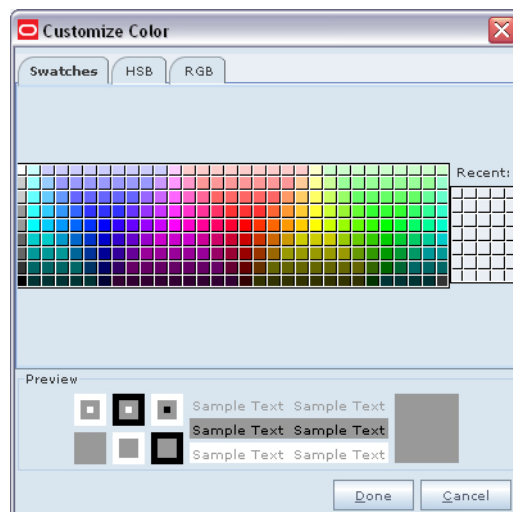 Customize Color
Swatches HSB RGB
Recent:
Preview
Sample Text Sample Text
Sample Text Sample Text
Sample Text Sample Text
Done Cancel